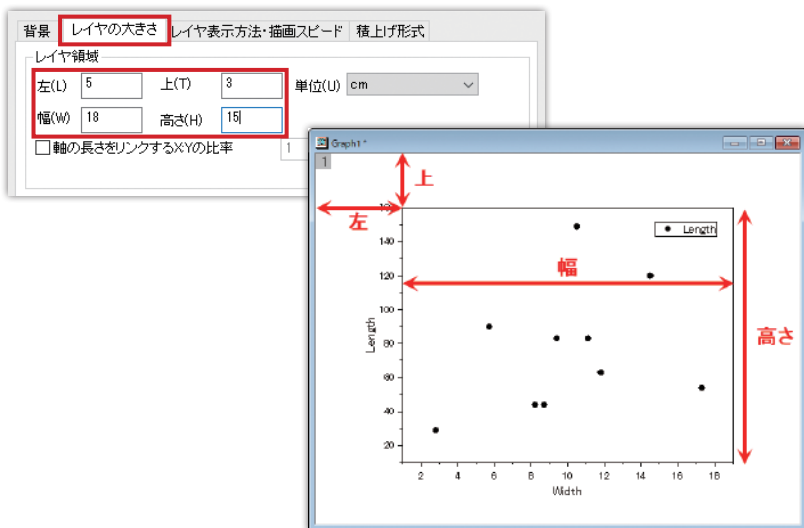 背景 レイヤの大きさ レイヤ表示方法・描画スピード 積上げ形式
レイヤ領域
左(L) 5 上(T) 3 単位(U) cm
幅(W) 18 高さ(H) 15
軸の長さをリンクするX:Yの比率 1
Graph1 *
1
上
左
160
140
120
100
80
60
40
20
Length
Length
幅
高さ
2 4 6 8 10 12 14 16 18
Width